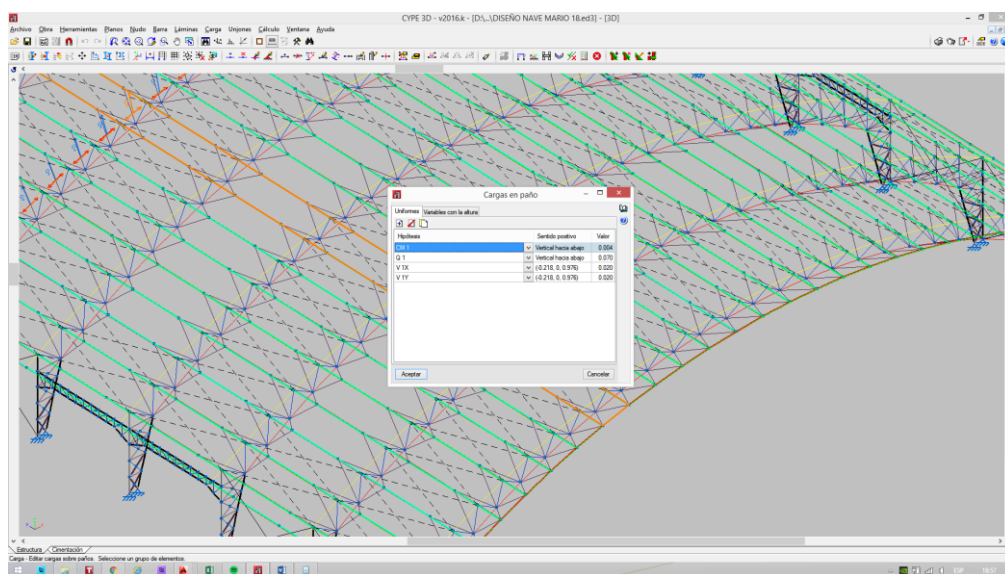 CYPE 3D - v2016.k - [D:\...\DISEÑO NAVE MARIO 18.ed3] - [3D]
Archivo Obra Herramientas Planos Nudo Barra Láminas Carga Uniones Cálculo Ventana Ayuda
Cargas en paño
Uniformes Variables con la altura
Hipótesis Sentido positivo Valor
CM 1 Vertical hacia abajo 0.004
Q 1 Vertical hacia abajo 0.070
V 1X (-0.218, 0, 0.976) 0.020
V 1Y (-0.218, 0, 0.976) 0.020
Aceptar Cancelar
Estructura Cimentación
Carga - Editar cargas sobre paños. Seleccione un grupo de elementos.
ESP 18:57